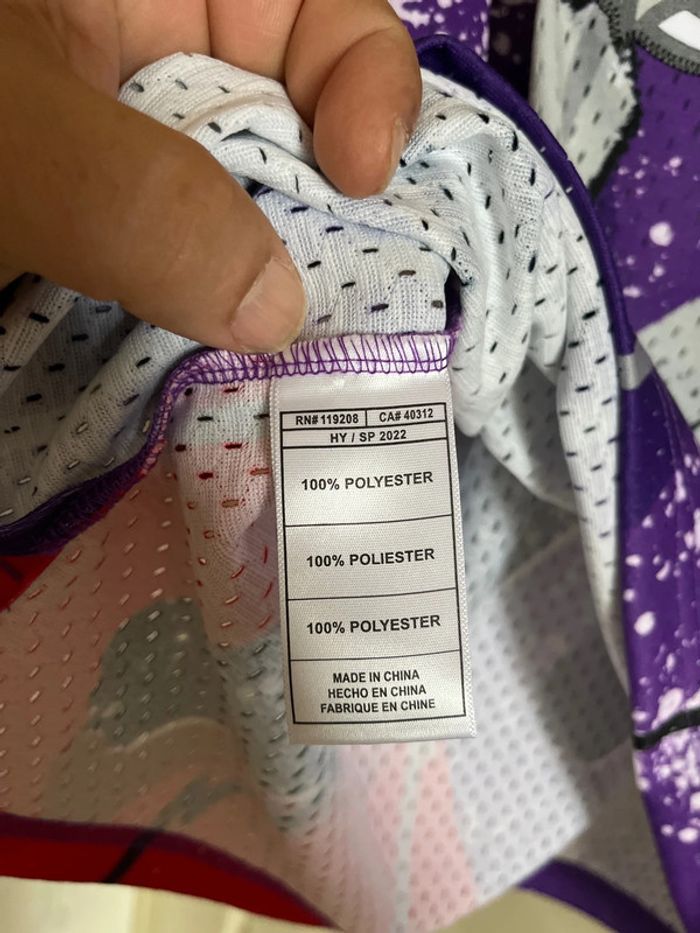 RN# 119208 CA# 40312
HY / SP 2022
100% POLYESTER
100% POLIESTER
100% POLYESTER
MADE IN CHINA
HECHO EN CHINA
FABRIQUE EN CHINE